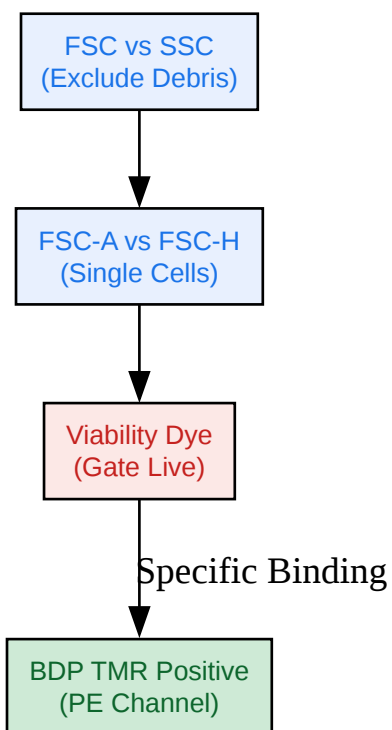 FSC vs SSC
(Exclude Debris)
FSC-A vs FSC-H
(Single Cells)
Viability Dye
(Gate Live)
Specific Binding
BDP TMR Positive
(PE Channel)